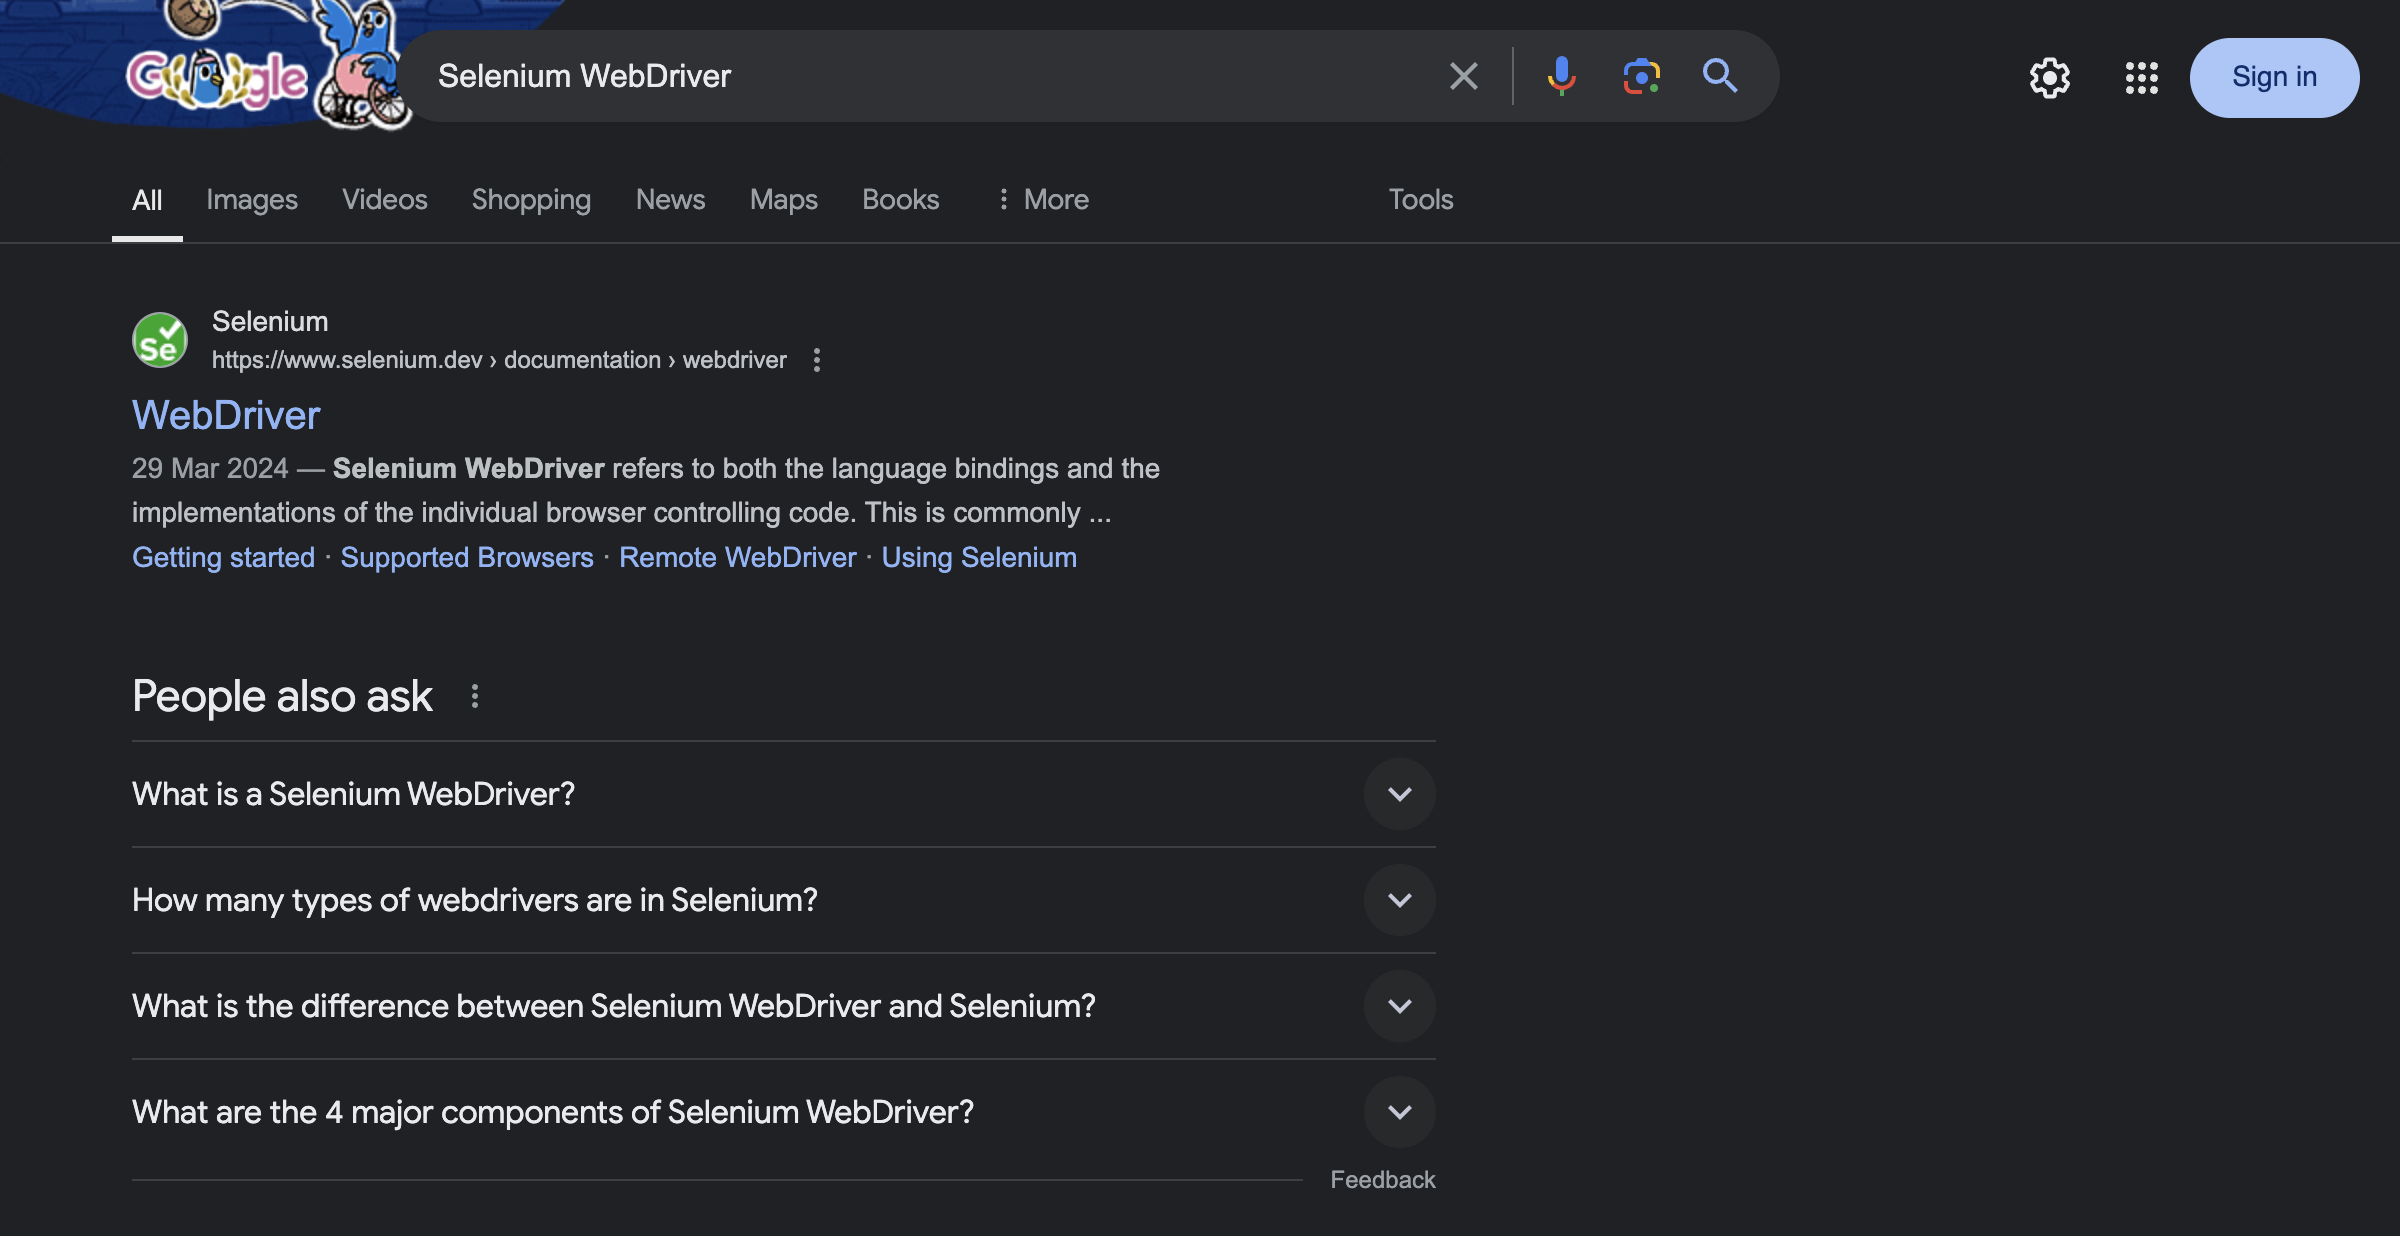 Google
Selenium WebDriver
Sign in
All Images Videos Shopping News Maps Books More Tools
Se
Selenium
https://www.selenium.dev › documentation › webdriver
WebDriver
29 Mar 2024 — Selenium WebDriver refers to both the language bindings and the
implementations of the individual browser controlling code. This is commonly ...
Getting started · Supported Browsers · Remote WebDriver · Using Selenium
People also ask
What is a Selenium WebDriver?
How many types of webdrivers are in Selenium?
What is the difference between Selenium WebDriver and Selenium?
What are the 4 major components of Selenium WebDriver?
Feedback